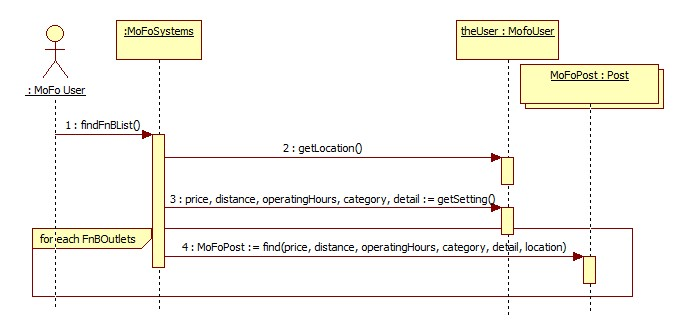 :MoFoSystems
theUser : MofoUser
MoFoPost : Post
: MoFo User
1 : findFnBList()
2 : getLocation()
3 : price, distance, operatingHours, category, detail := getSetting()
for each FnBOutlets
4 : MoFoPost := find(price, distance, operatingHours, category, detail, location)